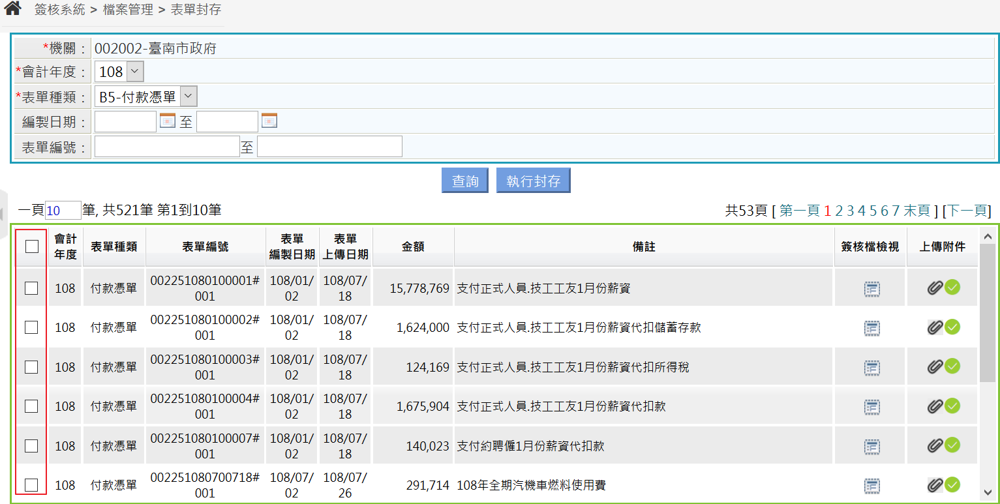 簽核系統 > 檔案管理 > 表單封存
*機關： 002002-臺南市政府
*會計年度： 108
*表單種類： B5-付款憑單
編製日期： 至
表單編號： 至
查詢 執行封存
一頁10筆, 共521筆 第1到10筆 共53頁 [ 第一頁 1 2 3 4 5 6 7 末頁 ] [下一頁]
會計年度 表單種類 表單編號 表單編製日期 表單上傳日期 金額 備註 簽核檔檢視 上傳附件
108 付款憑單 002251080100001#001 108/01/02 108/07/18 15,778,769 支付正式人員.技工工友1月份薪資
108 付款憑單 002251080100002#001 108/01/02 108/07/18 1,624,000 支付正式人員.技工工友1月份薪資代扣儲蓄存款
108 付款憑單 002251080100003#001 108/01/02 108/07/18 124,169 支付正式人員.技工工友1月份薪資代扣所得稅
108 付款憑單 002251080100004#001 108/01/02 108/07/18 1,675,904 支付正式人員.技工工友1月份薪資代扣款
108 付款憑單 002251080100007#001 108/01/02 108/07/18 140,023 支付約聘僱1月份薪資代扣款
108 付款憑單 002251080700718#001 108/07/02 108/07/26 291,714 108年全期汽機車燃料使用費